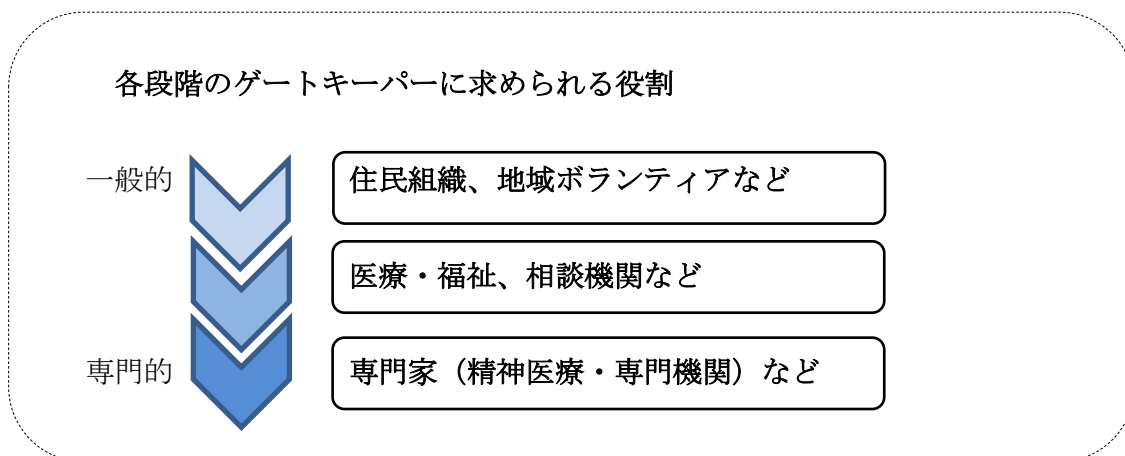 各段階のゲートキーパーに求められる役割
一般的
住民組織、地域ボランティアなど
医療・福祉、相談機関など
専門的
専門家（精神医療・専門機関）など